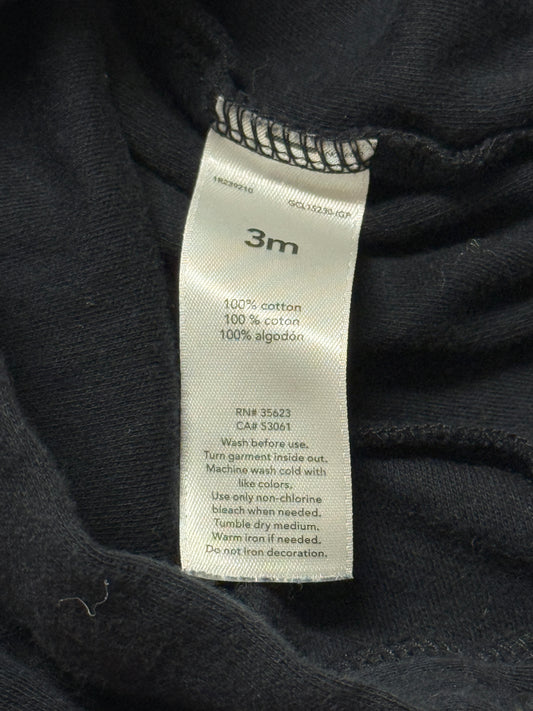 1R239210
GCL15230/GP
3m
100% cotton
100 % coton
100% algodón
RN# 35623
CA# 53061
Wash before use.
Turn garment inside out.
Machine wash cold with
like colors.
Use only non-chlorine
bleach when needed.
Tumble dry medium.
Warm iron if needed.
Do not iron decoration.